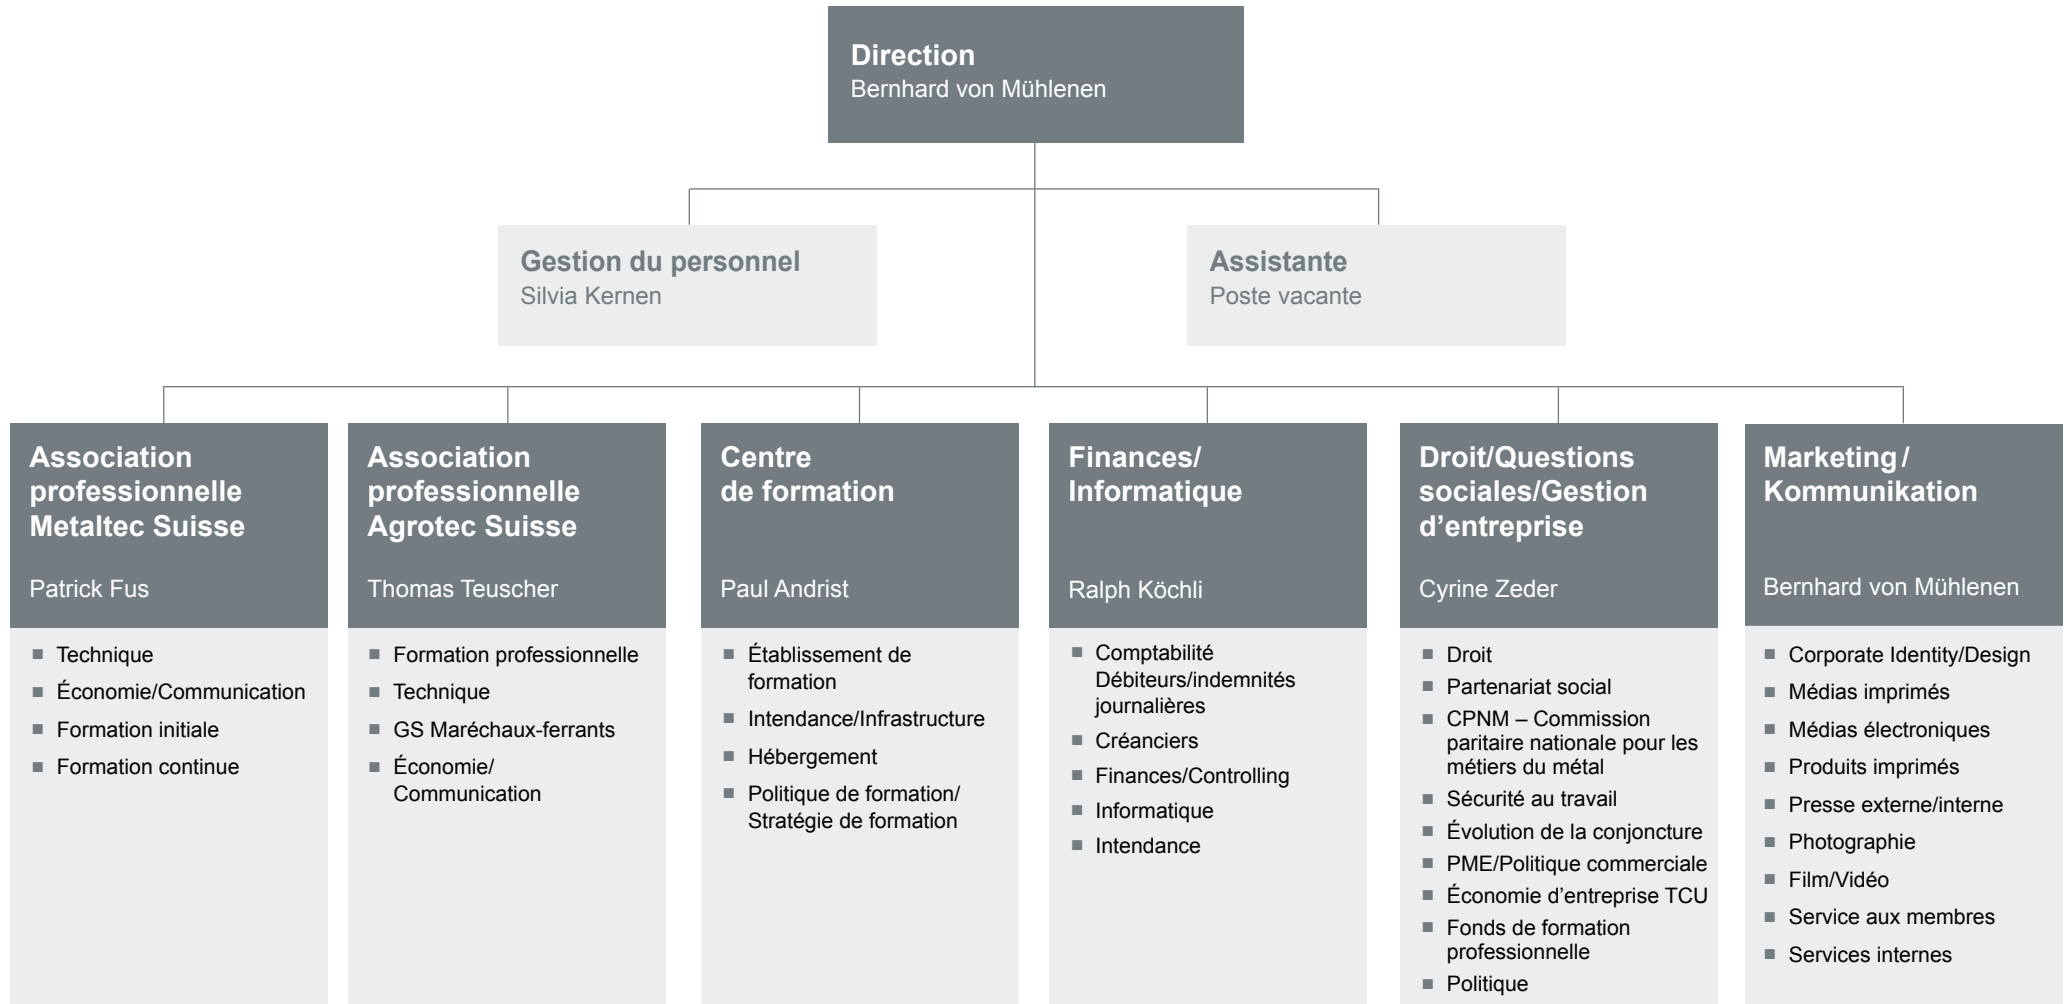 Direction
Bernhard von Mühlenen
Gestion du personnel
Silvia Kernen
Assistante
Poste vacante
Association
professionnelle
Metaltec Suisse
Patrick Fus
■ Technique
■ Économie/Communication
■ Formation initiale
■ Formation continue
Association
professionnelle
Agrotec Suisse
Thomas Teuscher
■ Formation professionnelle
■ Technique
■ GS Maréchaux-ferrants
■ Économie/
Communication
Centre
de formation
Paul Andrist
■ Établissement de
formation
■ Intendance/Infrastructure
■ Hébergement
■ Politique de formation/
Stratégie de formation
Finances/
Informatique
Ralph Köchli
■ Comptabilité
Débiteurs/indemnités
journalières
■ Créanciers
■ Finances/Controlling
■ Informatique
■ Intendance
Droit/Questions
sociales/Gestion
d’entreprise
Cyrine Zeder
■ Droit
■ Partenariat social
■ CPNM – Commission
paritaire nationale pour les
métiers du métal
■ Sécurité au travail
■ Évolution de la conjoncture
■ PME/Politique commerciale
■ Économie d’entreprise TCU
■ Fonds de formation
professionnelle
■ Politique
Marketing/
Kommunikation
Bernhard von Mühlenen
■ Corporate Identity/Design
■ Médias imprimés
■ Médias électroniques
■ Produits imprimés
■ Presse externe/interne
■ Photographie
■ Film/Vidéo
■ Service aux membres
■ Services internes